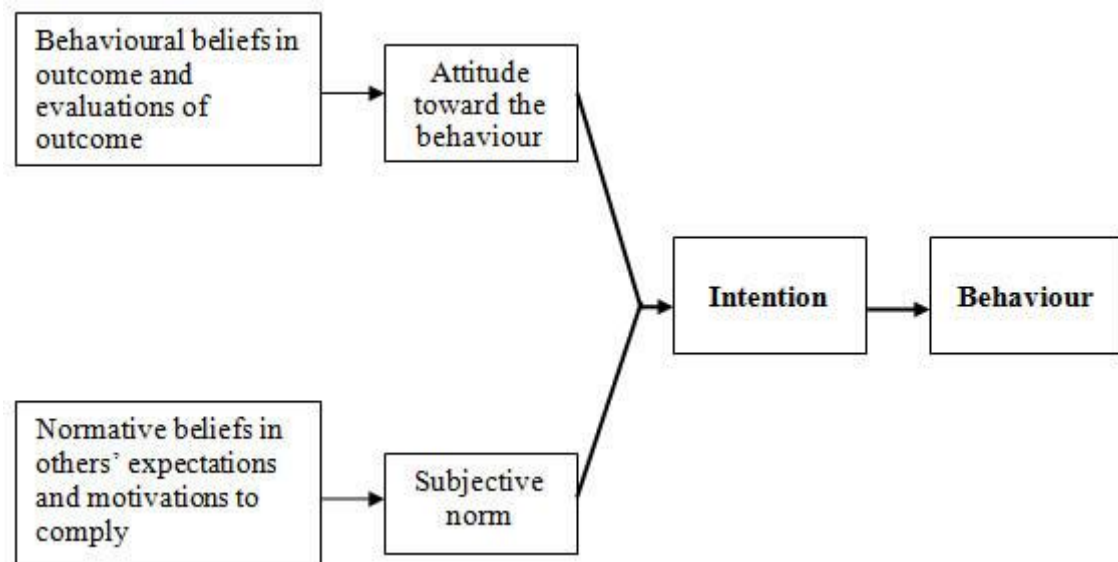 Behavioural beliefs in
outcome and
evaluations of
outcome
Attitude
toward the
behaviour
Intention
Behaviour
Normative beliefs in
others’ expectations
and motivations to
comply
Subjective
norm